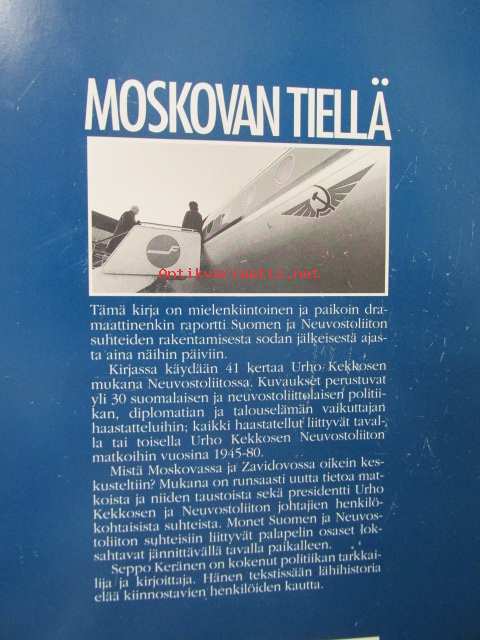 MOSKOVAN TIELLÄ
Optikvariaatti.net
Tämä kirja on mielenkiintoinen ja paikoin dra-
maattinenkin raportti Suomen ja Neuvostoliiton
suhteiden rakentamisesta sodan jälkeisestä ajas-
ta aina näihin päiviin.
Kirjassa käydään 41 kertaa Urho Kekkosen
mukana Neuvostoliitossa. Kuvaukset perustuvat
yli 30 suomalaisen ja neuvostoliittolaisen politii-
kan, diplomatian ja talouselämän vaikuttajan
haastatteluihin; kaikki haastatellut liittyvät taval-
la tai toisella Urho Kekkosen Neuvostoliiton
matkoihin vuosina 1945-80.
Mistä Moskovassa ja Zavidovossa oikein kes-
kusteltiin? Mukana on runsaasti uutta tietoa mat-
koista ja niiden taustoista sekä presidentti Urho
Kekkosen ja Neuvostoliiton johtajien henkilö-
kohtaisista suhteista. Monet Suomen ja Neuvos-
toliiton suhteisiin liittyvät palapelin osaset lok-
sahtavat jännittävällä tavalla paikalleen.
Seppo Keränen on kokenut politiikan tarkkai-
lija ja kirjoittaja. Hänen tekstissään lähihistoria
elää kiinnostavien henkilöiden kautta.